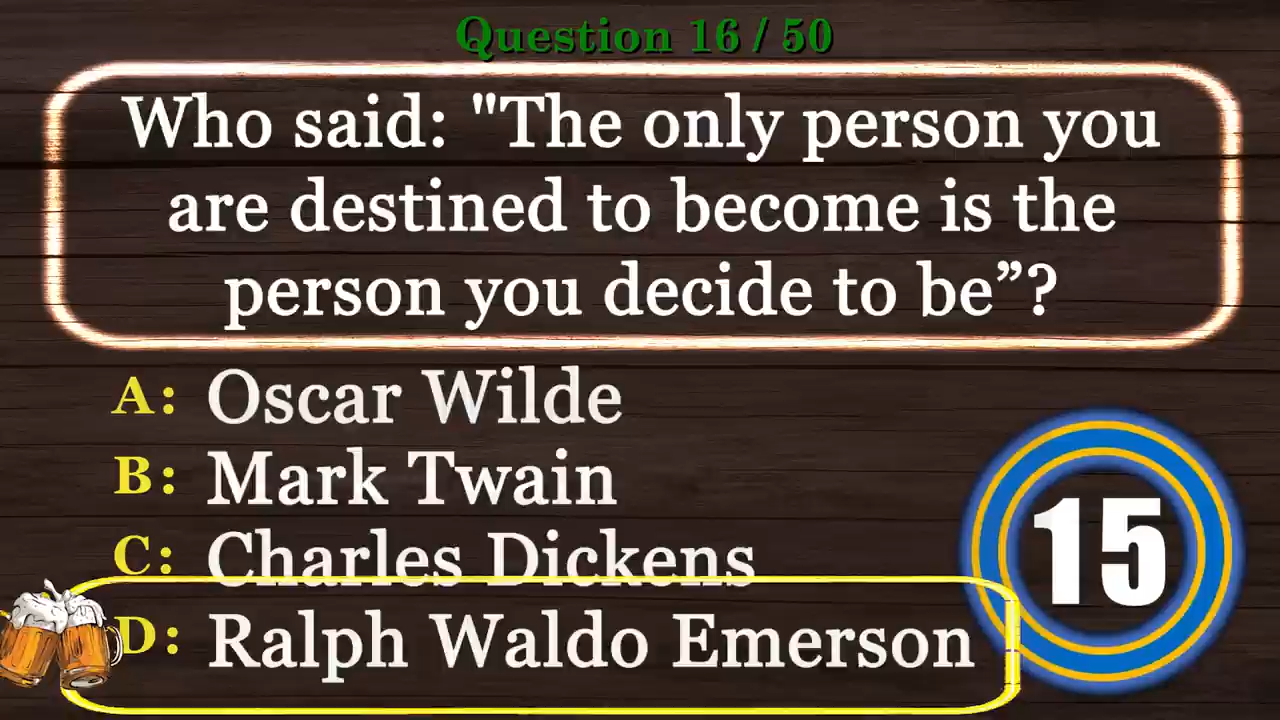 Question 16 / 50
Who said: "The only person you
are destined to become is the
person you decide to be”?
A: Oscar Wilde
B: Mark Twain
C: Charles Dickens
D: Ralph Waldo Emerson
15